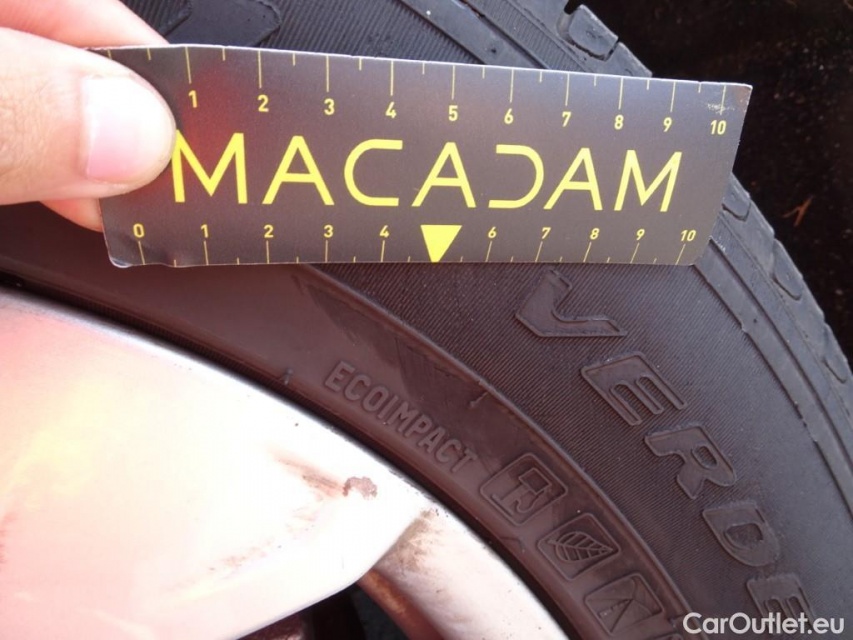 1 2 3 4 5 6 7 8 9 10
MACADAM
0 1 2 3 4 6 7 8 9 10
VERDE
ECOIMPACT
CarOutlet.eu